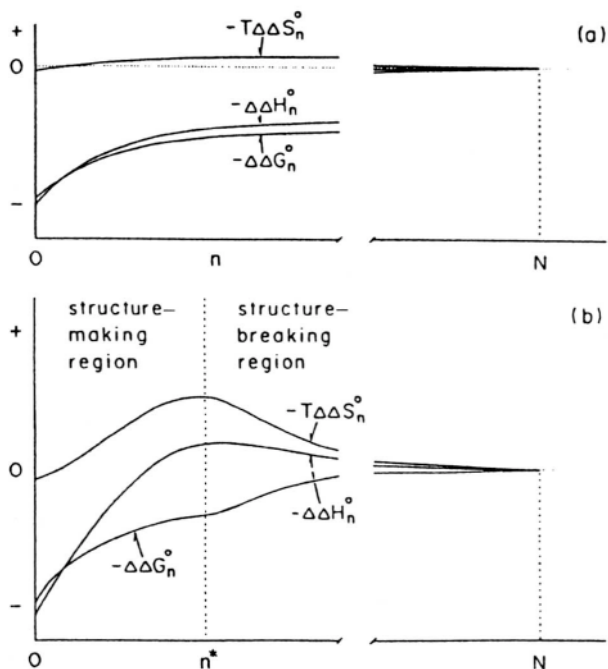 +
-TΔΔS°n
(a)
0
-ΔΔH°n
-ΔΔG°n
-
0
n
N
structure-
making
region
structure-
breaking
region
(b)
+
-TΔΔS°n
0
-ΔΔH°n
-ΔΔG°n
-
0
n*
N